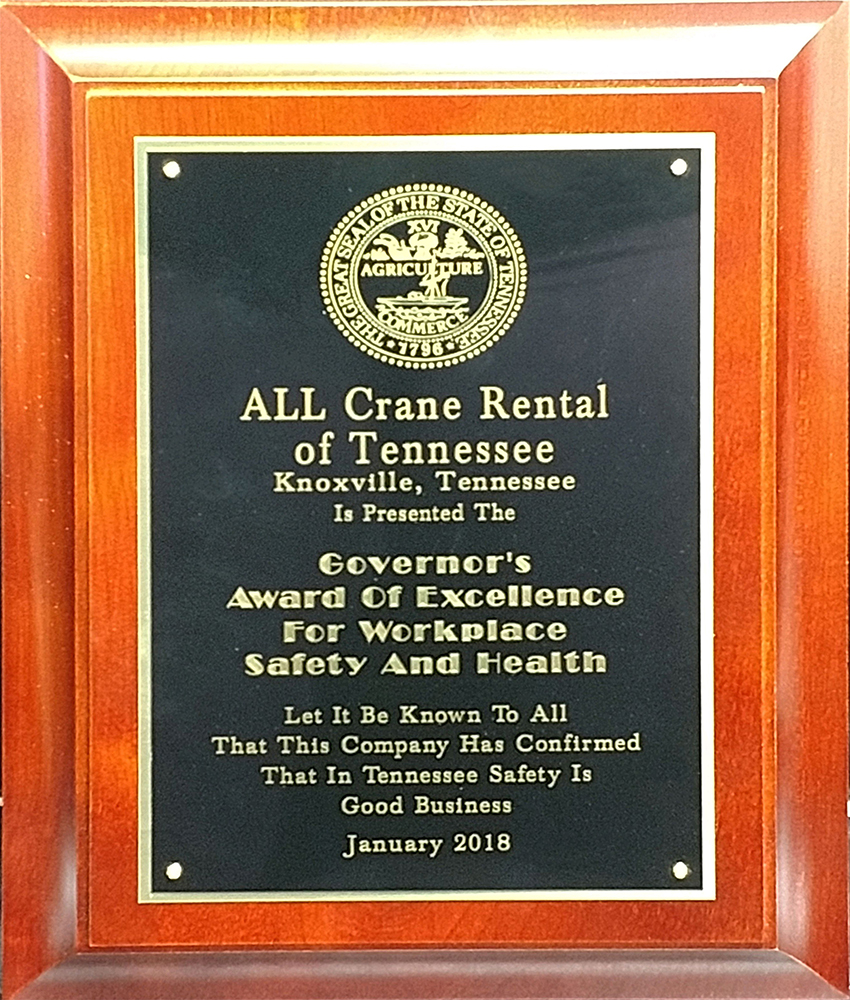 THE GREAT SEAL OF THE STATE OF TENNESSEE
XVI
AGRICULTURE
COMMERCE
1796
ALL Crane Rental
of Tennessee
Knoxville, Tennessee
Is Presented The
Governor's
Award Of Excellence
For Workplace
Safety And Health
Let It Be Known To All
That This Company Has Confirmed
That In Tennessee Safety Is
Good Business
January 2018